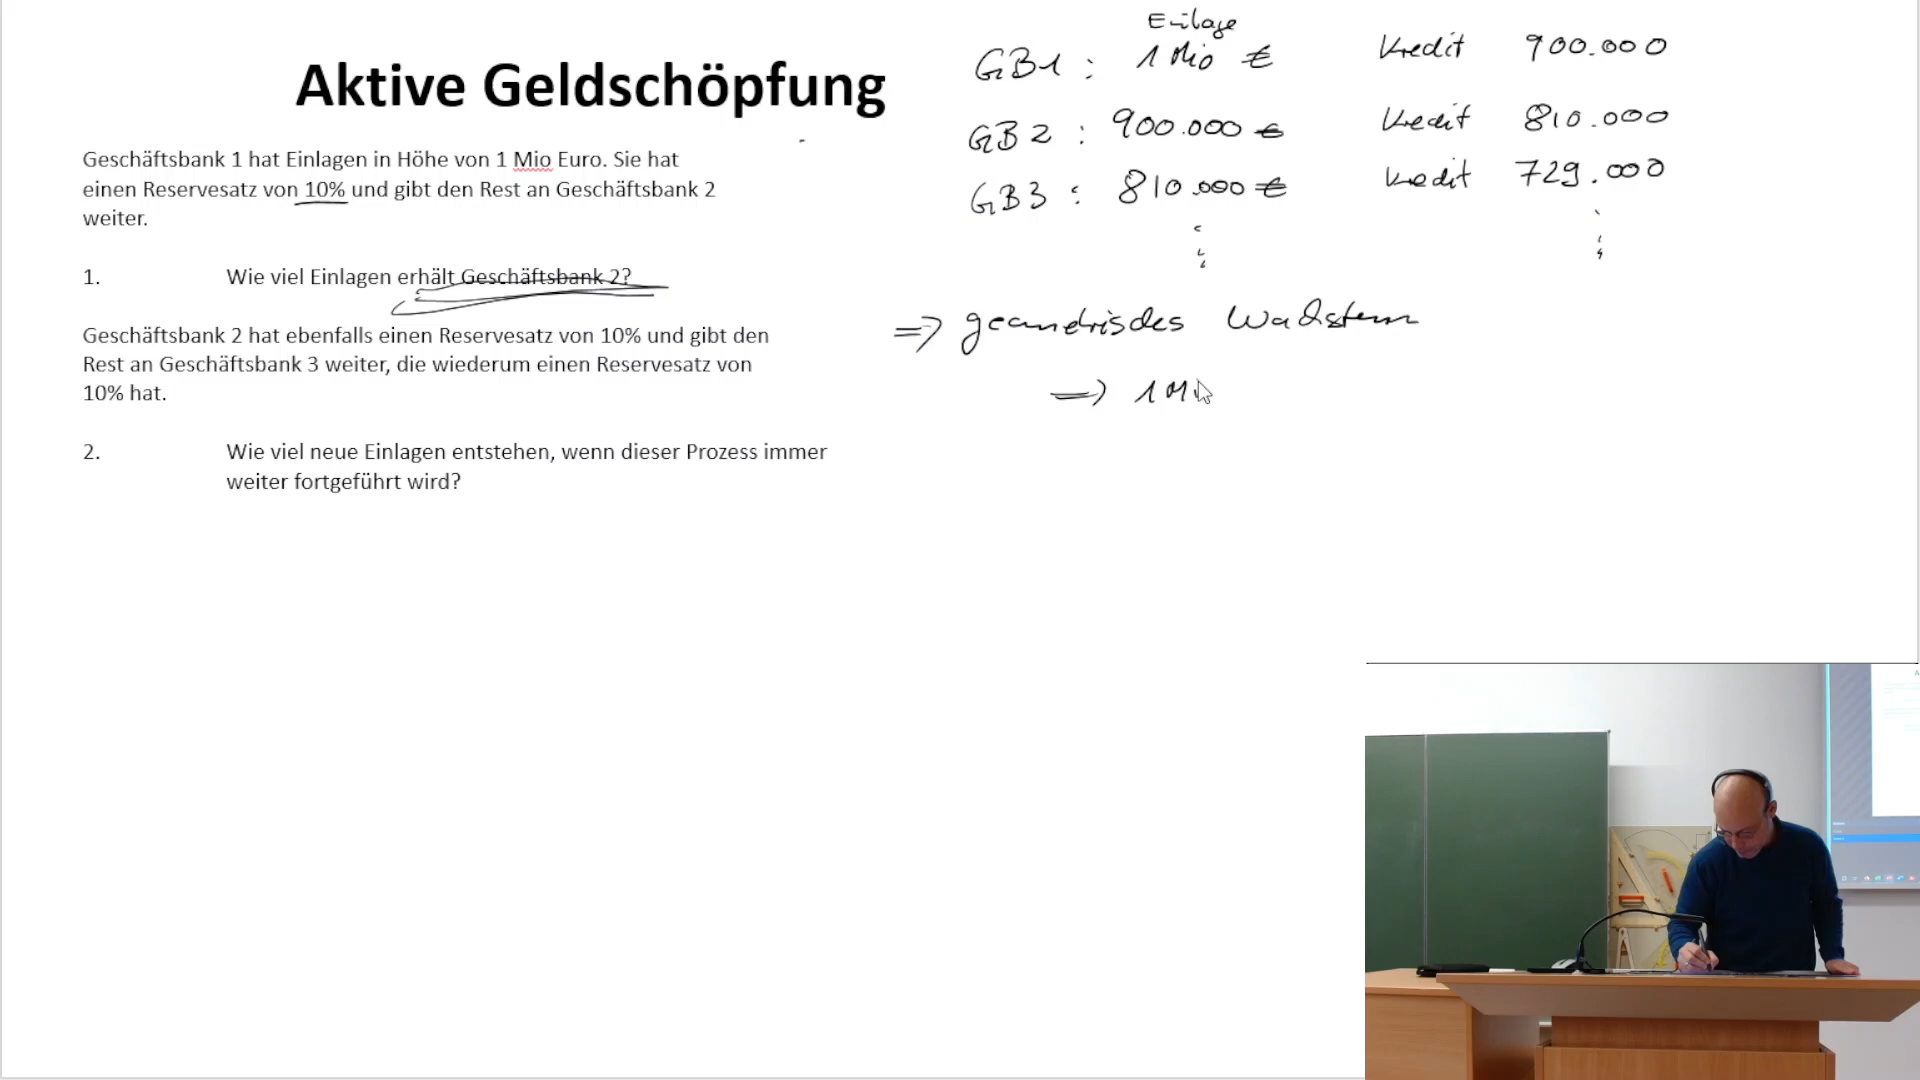 Aktive Geldschöpfung
Geschäftsbank 1 hat Einlagen in Höhe von 1 Mio Euro. Sie hat
einen Reservesatz von 10% und gibt den Rest an Geschäftsbank 2
weiter.
1. Wie viel Einlagen erhält Geschäftsbank 2?
Geschäftsbank 2 hat ebenfalls einen Reservesatz von 10% und gibt den
Rest an Geschäftsbank 3 weiter, die wiederum einen Reservesatz von
10% hat.
2. Wie viel neue Einlagen entstehen, wenn dieser Prozess immer
weiter fortgeführt wird?
Einlage
GB1 : 1 Mio € Kredit 900.000
GB2 : 900.000 € Kredit 810.000
GB3 : 810.000 € Kredit 729.000
=> geometrisches Wachstum
=> 1 Mi